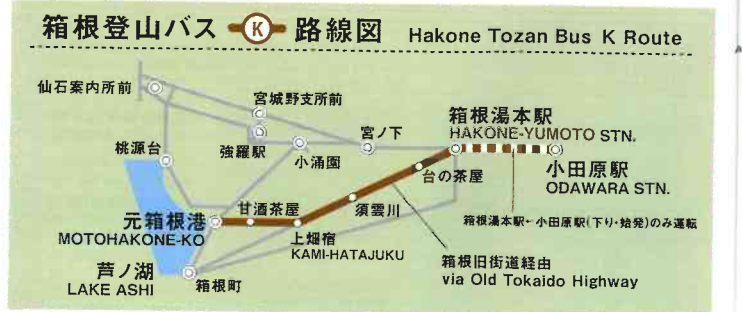 箱根登山バス K 路線図 Hakone Tozan Bus K Route
仙石案内所前
宮城野支所前
箱根湯本駅
HAKONE-YUMOTO STN.
桃源台
強羅駅
小涌園
宮ノ下
小田原駅
ODAWARA STN.
台の茶屋
元箱根港
MOTOHAKONE-KO
甘酒茶屋
須雲川
箱根湯本駅←小田原駅(下り・始発)のみ運転
上畑宿
KAMI-HATAJUKU
箱根旧街道経由
via Old Tokaido Highway
芦ノ湖
LAKE ASHI
箱根町